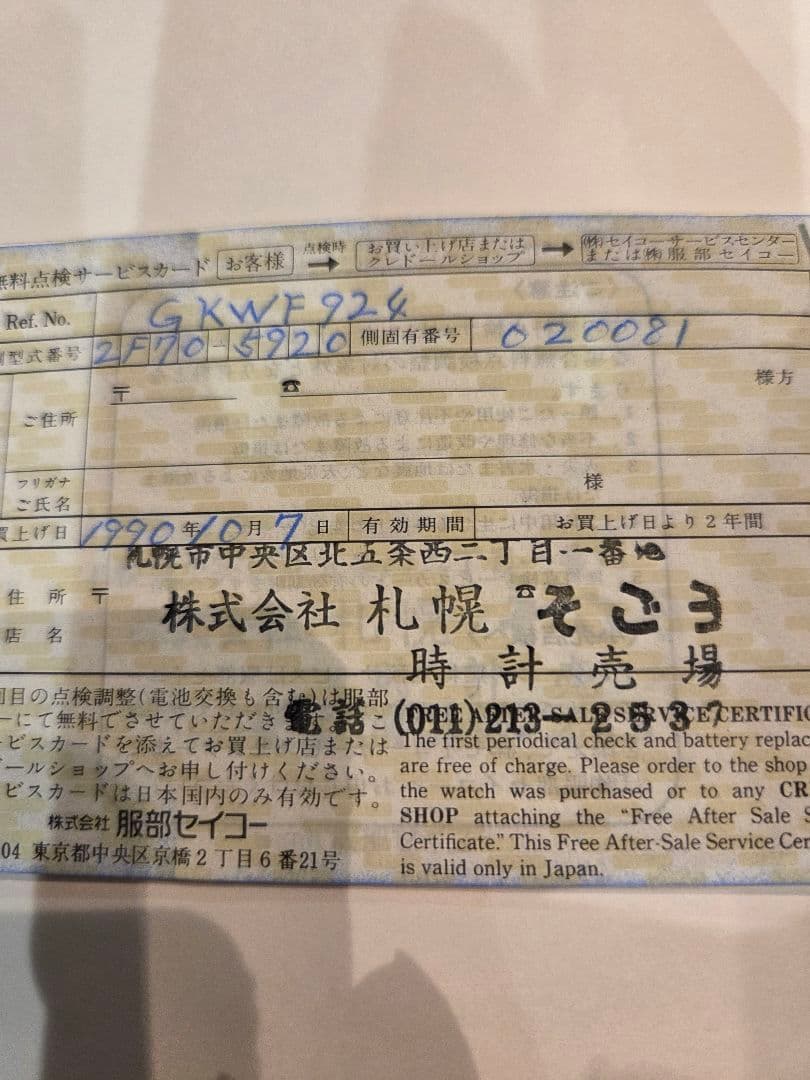 無料点検サービスカード お客様 点検時 → お買い上げ店または クレドールショップ → ㈱セイコーサービスセンター または㈱服部セイコー
Ref. No. GKWF924
型式番号 2F70-5920 側固有番号 020081
ご住所 〒 ☎ 様方
フリガナ
ご氏名 様
買上げ日 1990年10月7日 有効期間 お買上げ日より2年間
札幌市中央区北五条西二丁目一番地
住所 〒
店名 株式会社 札幌そごう
時計売場
電話 (011)213-2537
回目の点検調整(電池交換も含む)は服部
ーにて無料でさせていただきます。こ
ービスカードを添えてお買上げ店または
ドールショップへお申し付けください。
ービスカードは日本国内のみ有効です。
株式会社 服部セイコー
04 東京都中央区京橋2丁目6番21号
FREE AFTER SALE SERVICE CERTIFIC
The first periodical check and battery replac
are free of charge. Please order to the shop
the watch was purchased or to any CR
SHOP attaching the "Free After Sale S
Certificate." This Free After-Sale Service Cer
is valid only in Japan.